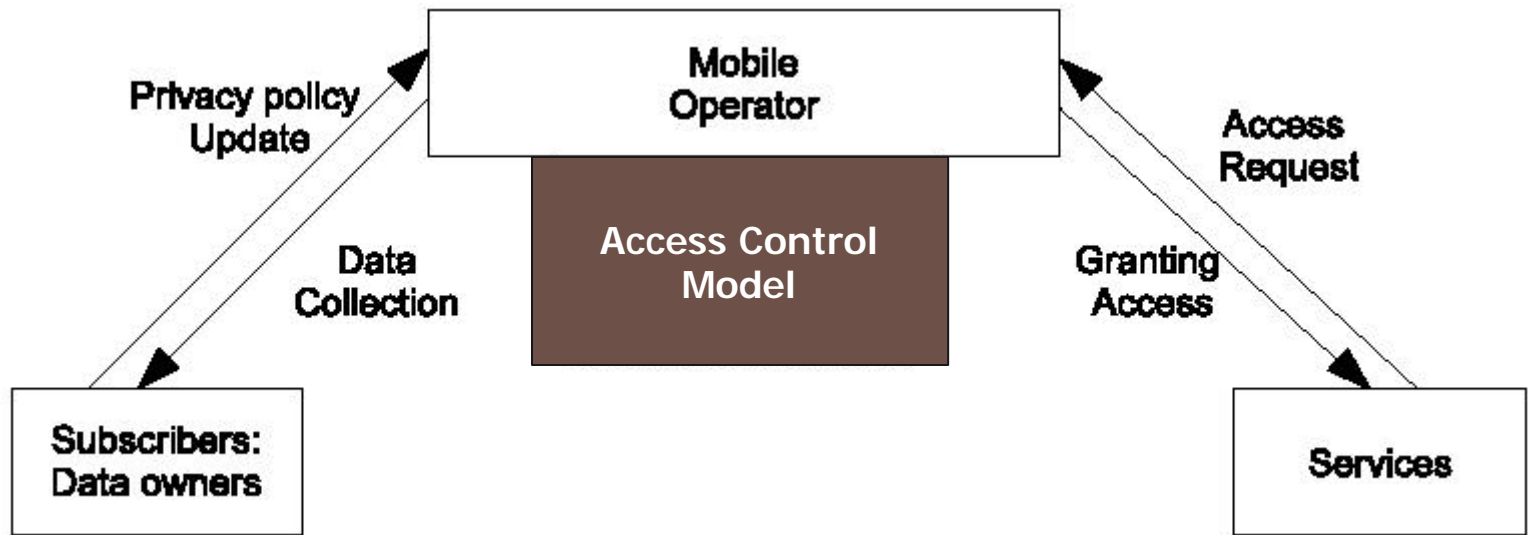 Mobile
Operator
Privacy policy
Update
Access
Request
Access Control
Model
Data
Collection
Granting
Access
Subscribers:
Data owners
Services